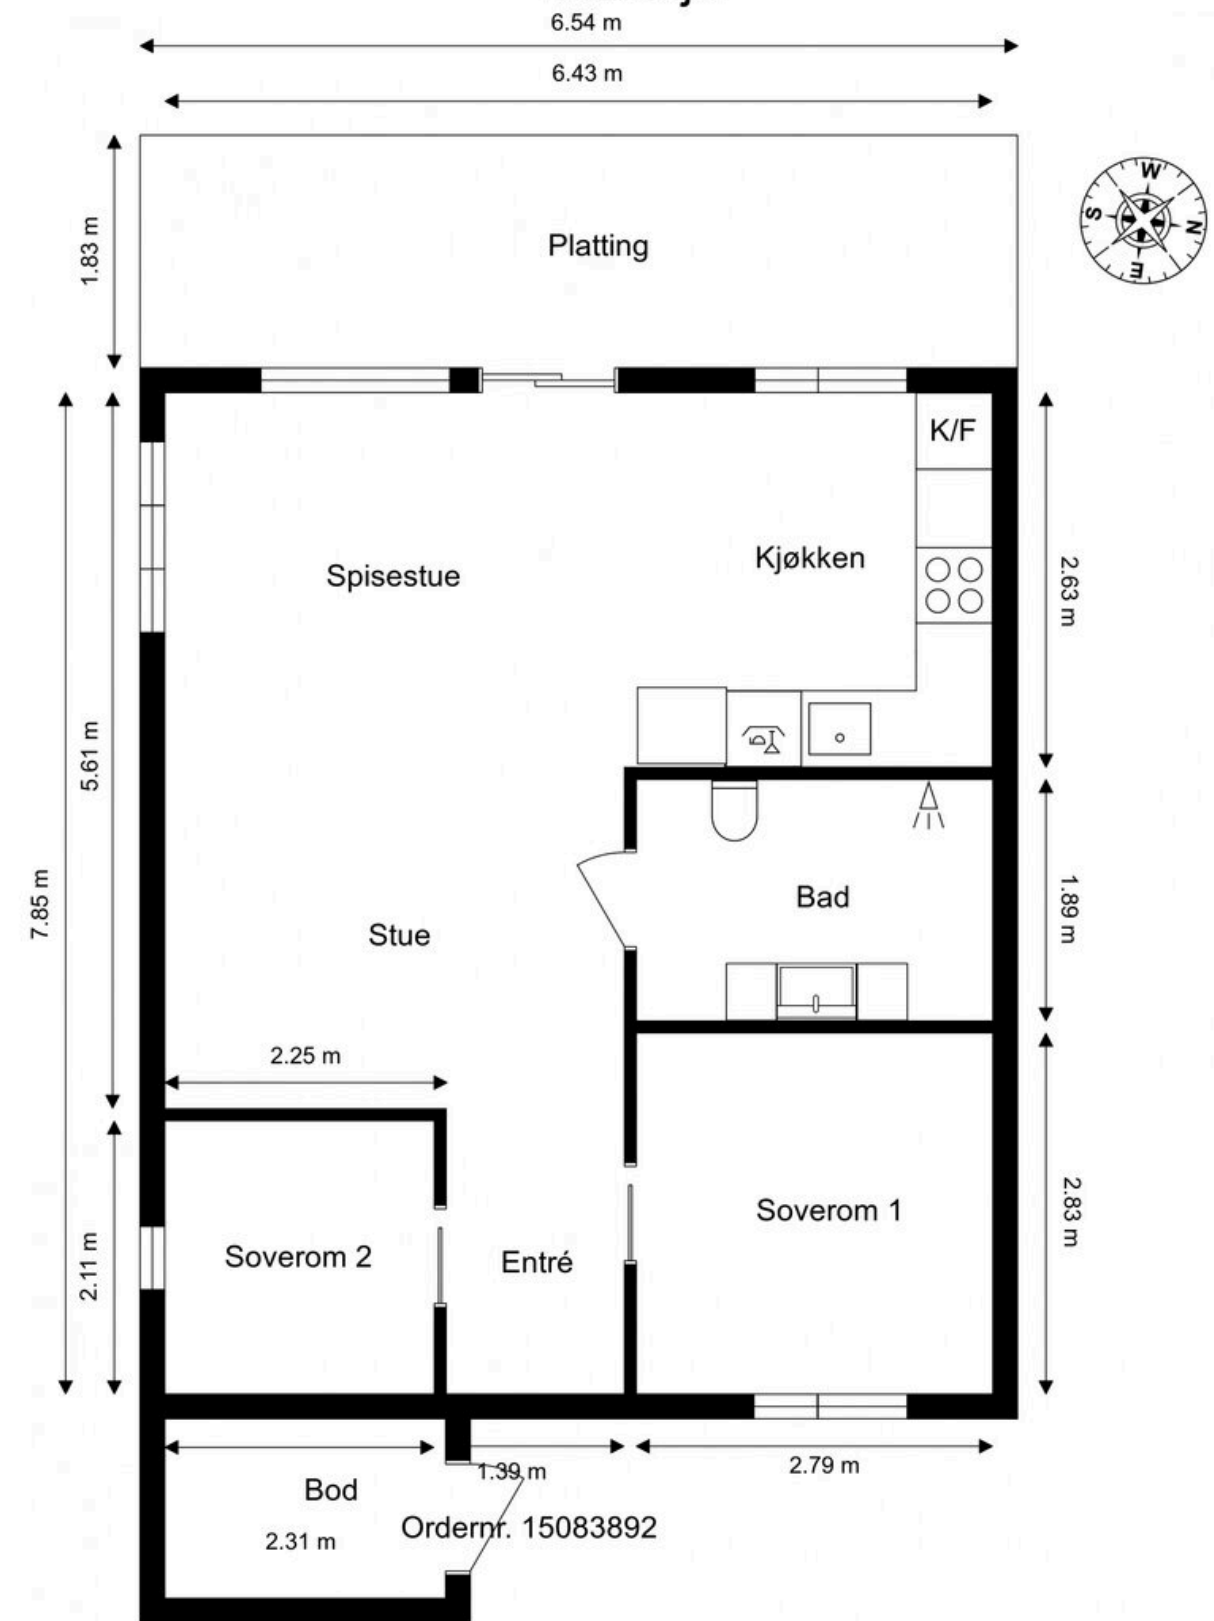 6.54 m
6.43 m
1.83 m
Platting
W
S
N
E
K/F
Kjøkken
Spisestue
2.63 m
5.61 m
7.85 m
Bad
1.89 m
Stue
2.25 m
Soverom 1
2.83 m
Soverom 2
Entré
2.11 m
2.79 m
1.39 m
Bod
Ordernr. 15083892
2.31 m